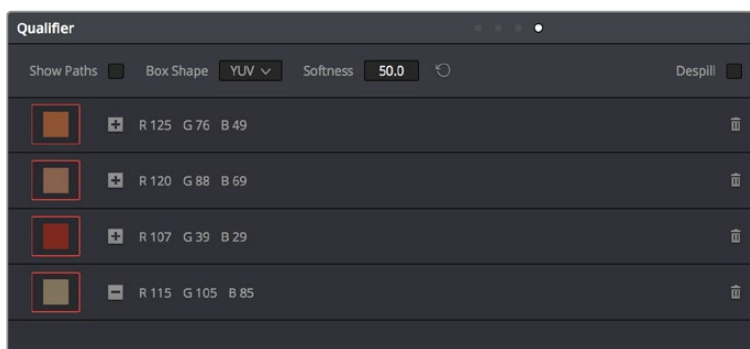 Qualifier
Show Paths Box Shape YUV Softness 50.0 Despill
R 125 G 76 B 49
R 120 G 88 B 69
R 107 G 39 B 29
R 115 G 105 B 85